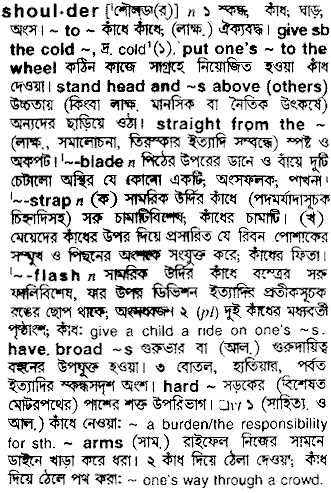 shoul·der ['শৌলডা(র্)] n ১ স্কন্ধ, কাঁধ; ঘাড়;
অংস। ~ to ~ কাঁধে কাঁধে; (লাক্ষ.) ঐক্যবদ্ধ। give sb
the cold ~, দ্র. cold¹(১). put one's ~ to the
wheel কঠিন কাজে সাগ্রহে নিয়োজিত হওয়া কাঁধ
দেওয়া। stand head and ~s above (others)
উচ্চতায় (কিংবা লাক্ষ. মানসিক বা নৈতিক উৎকর্ষে)
অন্যদের ছাড়িয়ে ওঠা। straight from the ~
(লাক্ষ., সমালোচনা, তিরস্কার ইত্যাদি সম্বন্ধে) স্পষ্ট ও
অকপট। '~-blade n পিঠের উপরের ডানে ও বাঁয়ে দুটি
চেটালো অস্থির যে কোনো একটি; অংসফলক; পাখনা।
'~-strap n (ক) সামরিক উর্দির কাঁধে (পদমর্যাদাসূচক
চিহ্নাদিসহ) সরু চামাটিবিশেষ; কাঁধের চামাটি। (খ)
মেয়েদের কাঁধের উপর দিয়ে প্রসারিত যে রিবন পোশাকের
সম্মুখ ও পিছনের অংশকে সংযুক্ত করে; কাঁধের ফিতা।
'~-flash n সামরিক উর্দির কাঁধে বস্ত্রের সরু
ফালিবিশেষ, যার উপর ডিভিশন ইত্যাদির প্রতীকসূচক
রঙের ছোপ থাকে; ২ (pl) দুই কাঁধের মধ্যবর্তী
পৃষ্ঠাংশ; কাঁধ: give a child a ride on one's ~s.
have broad ~s গুরুভার বা (আল.) গুরুদায়িত্ব
বহনের উপযুক্ত হওয়া। ৩ বোতল, হাতিয়ার, পর্বত
ইত্যাদির স্কন্ধসদৃশ অংশ। hard ~ সড়কের (বিশেষত
মোটরপথের) পাশের শক্ত উপরিভাগ। □vt ১ (সাহিত্য. ও
আল.) কাঁধে নেওয়া: ~ a burden/the responsibility
for sth. ~ arms (সাম.) রাইফেল নিজের সামনে
ডাইনে খাড়া করে ধরা। ২ কাঁধ দিয়ে ঠেলা দেওয়া; কাঁধ
দিয়ে ঠেলে পথ করা: ~ one's way through a crowd.